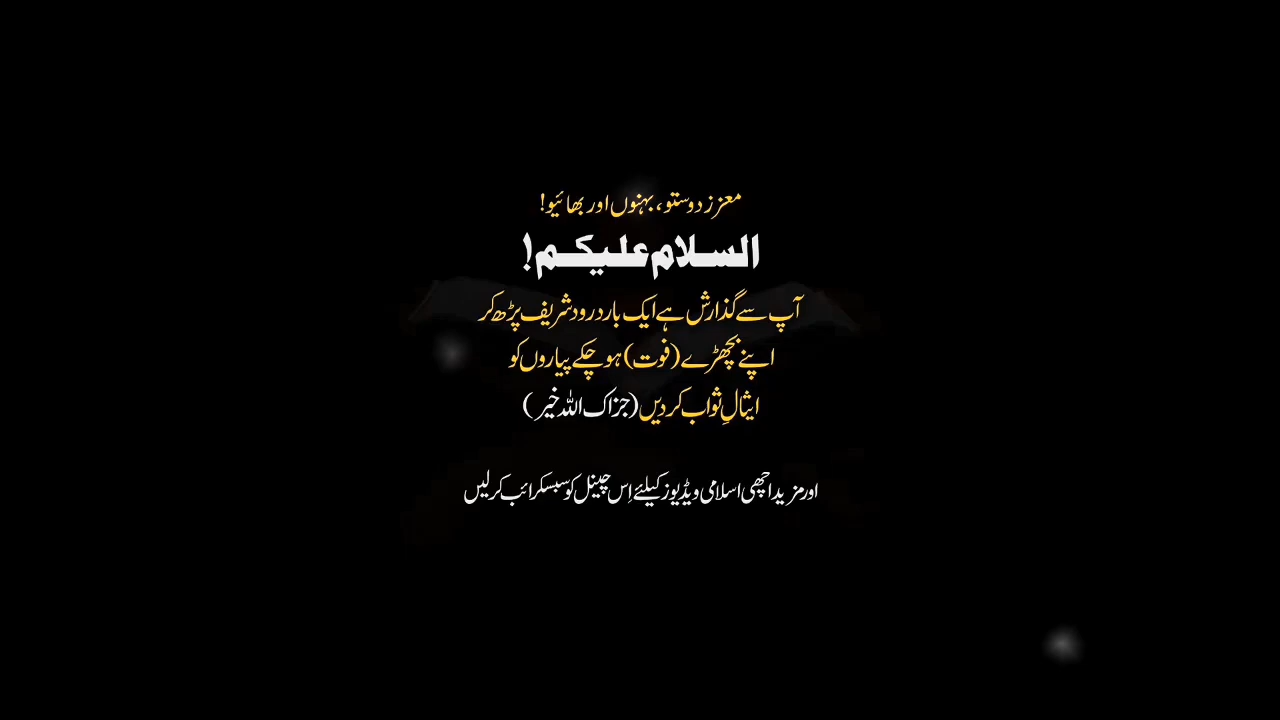 معزز دوستو، بہنوں اور بھائیو!
السلام علیکم!
آپ سے گذارش ہے ایک بار درود شریف پڑھ کر
اپنے بچھڑے (فوت) ہو چکے پیاروں کو
ایثالِ ثواب کر دیں (جزاک اللہ خیر)
اور مزید اچھی اسلامی ویڈیوز کیلئے اِس چینل کو سبسکرائب کر لیں